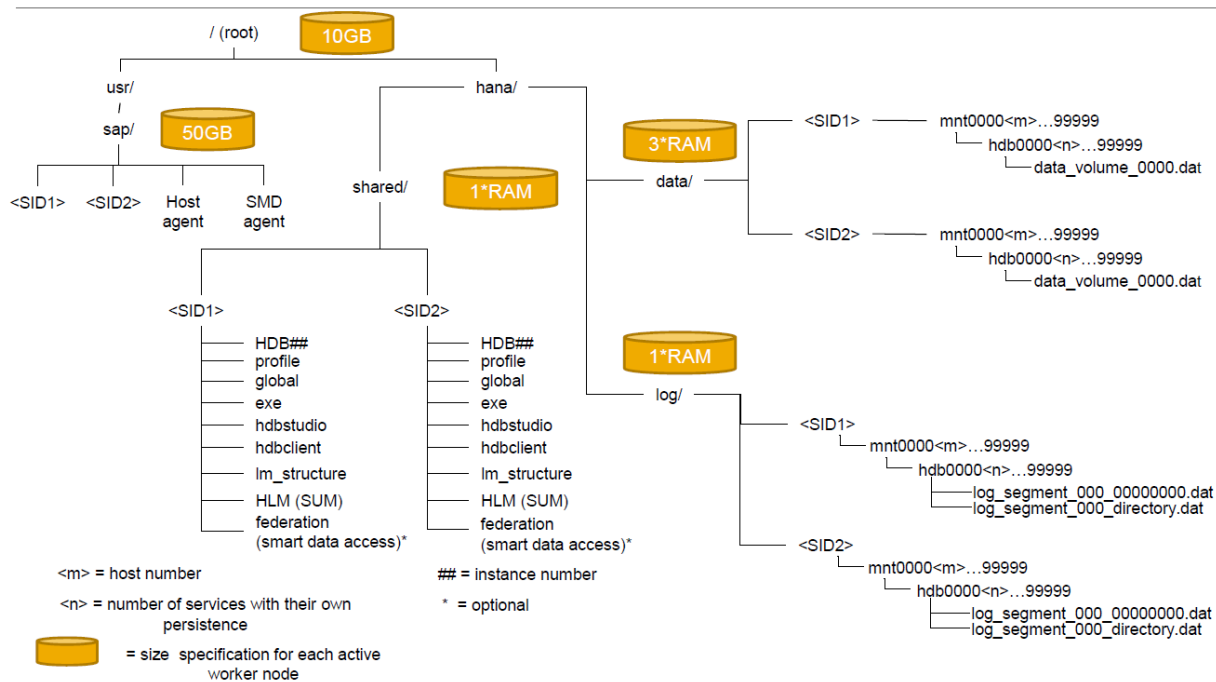 / (root)
10GB
usr/
hana/
/
sap/
50GB
<SID1>
<SID2>
Host
agent
SMD
agent
shared/
1*RAM
3*RAM
data/
<SID1>
mnt0000<m>...99999
hdb0000<n>...99999
data_volume_0000.dat
<SID2>
mnt0000<m>...99999
hdb0000<n>...99999
data_volume_0000.dat
<SID1>
HDB##
profile
global
exe
hdbstudio
hdbclient
lm_structure
HLM (SUM)
federation
(smart data access)*
<SID2>
HDB##
profile
global
exe
hdbstudio
hdbclient
lm_structure
HLM (SUM)
federation
(smart data access)*
1*RAM
log/
<SID1>
mnt0000<m>...99999
hdb0000<n>...99999
log_segment_000_00000000.dat
log_segment_000_directory.dat
<SID2>
mnt0000<m>...99999
hdb0000<n>...99999
log_segment_000_00000000.dat
log_segment_000_directory.dat
<m> = host number
## = instance number
<n> = number of services with their own
persistence
* = optional
= size specification for each active
worker node